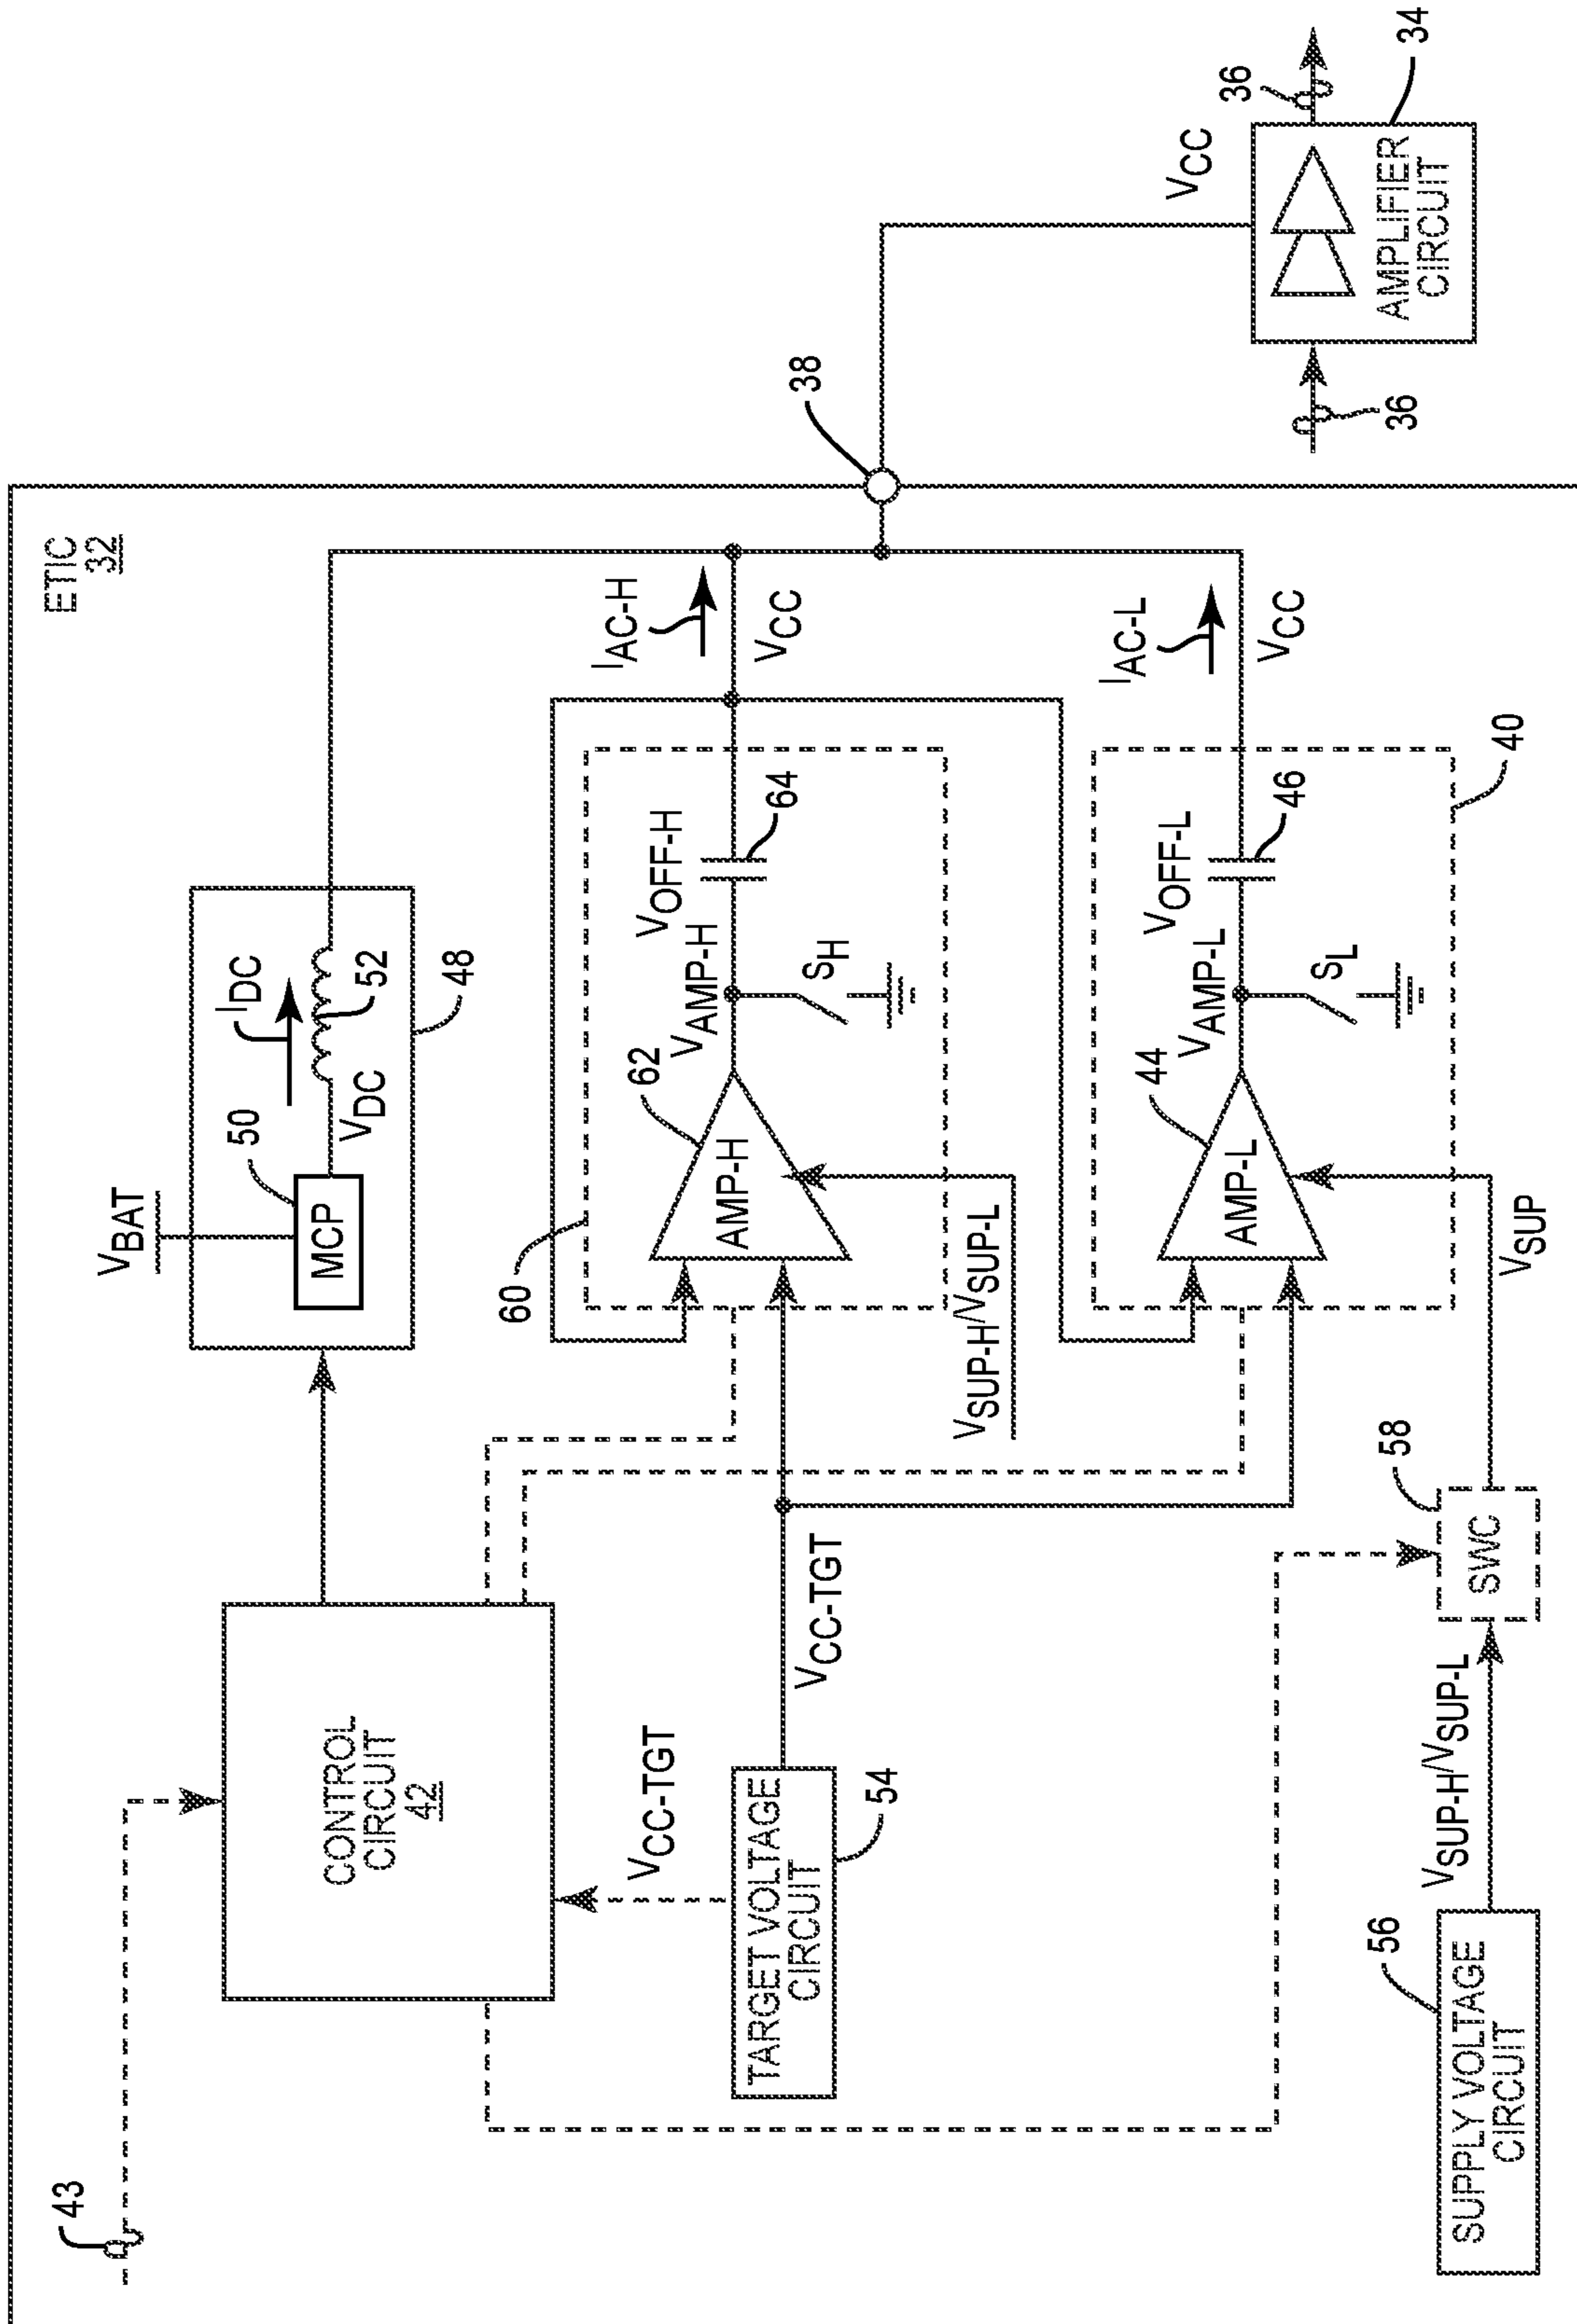 ETIC
32
43
CONTROL
CIRCUIT
42
VBAT
50
MCP
VDC
IDC
52
48
VCC-TGT
TARGET VOLTAGE
CIRCUIT
54
VCC-TGT
60
62
AMP-H
VAMP-H
SH
VOFF-H
64
IAC-H
VCC
VSUP-H/VSUP-L
38
44
AMP-L
VAMP-L
SL
VOFF-L
46
IAC-L
VCC
40
SUPPLY VOLTAGE
CIRCUIT
56
VSUP-H/VSUP-L
SWC
58
VSUP
VCC
36
36
AMPLIFIER
CIRCUIT
34